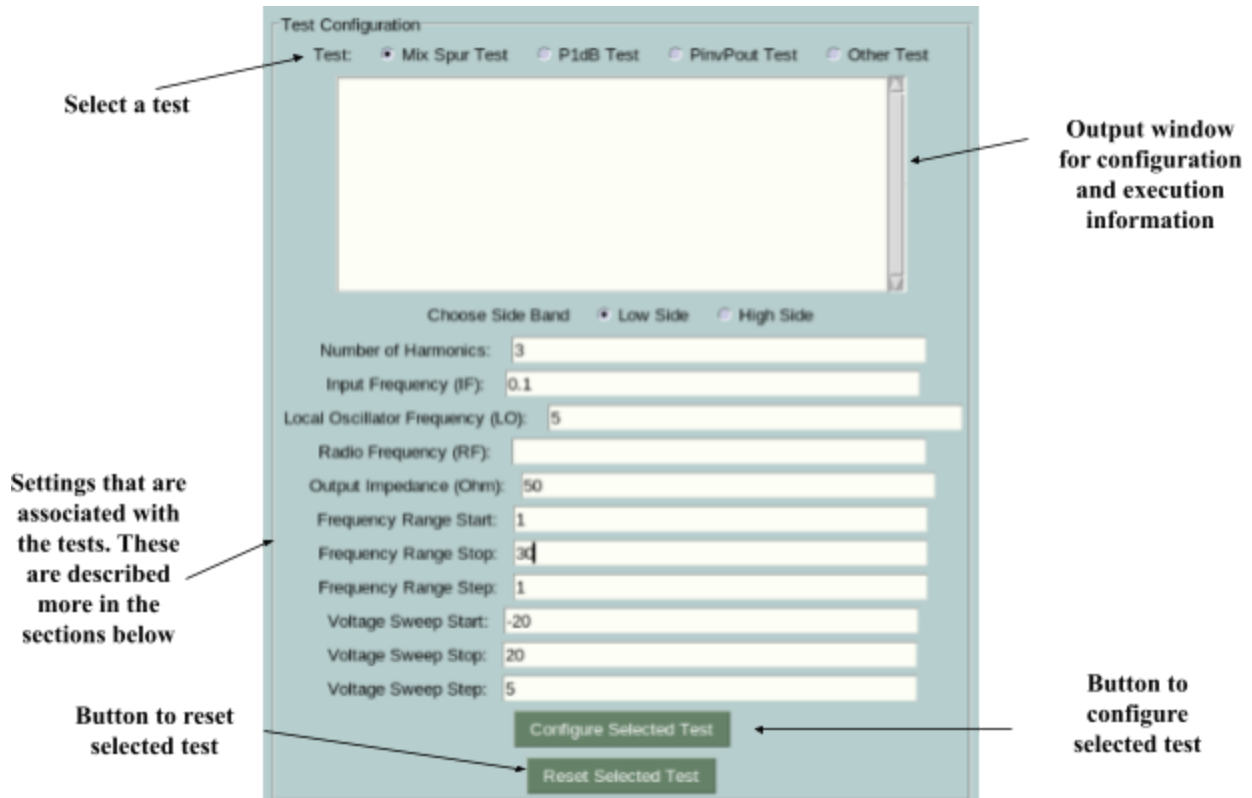 Test Configuration
Test: Mix Spur Test P1dB Test PinvPout Test Other Test
Select a test
Output window
for configuration
and execution
information
Choose Side Band Low Side High Side
Number of Harmonics: 3
Input Frequency (IF): 0.1
Local Oscillator Frequency (LO): 5
Radio Frequency (RF):
Output Impedance (Ohm): 50
Frequency Range Start: 1
Frequency Range Stop: 30
Frequency Range Step: 1
Voltage Sweep Start: -20
Voltage Sweep Stop: 20
Voltage Sweep Step: 5
Settings that are
associated with
the tests. These
are described
more in the
sections below
Configure Selected Test
Reset Selected Test
Button to reset
selected test
Button to
configure
selected test